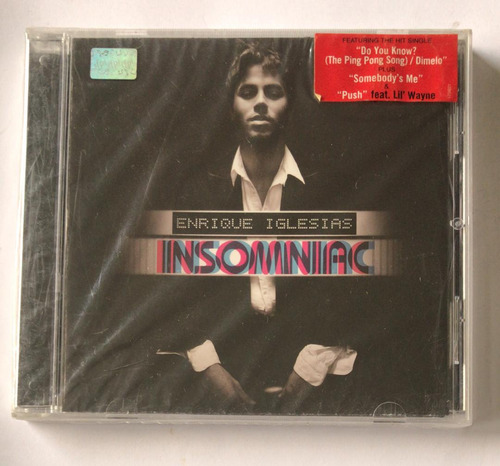 FEATURING THE HIT SINGLE
"Do You Know?
(The Ping Pong Song) / Dimelo"
PLUS
"Somebody's Me"
&
"Push" feat. Lil' Wayne
ENRIQUE IGLESIAS
INSOMNIAC